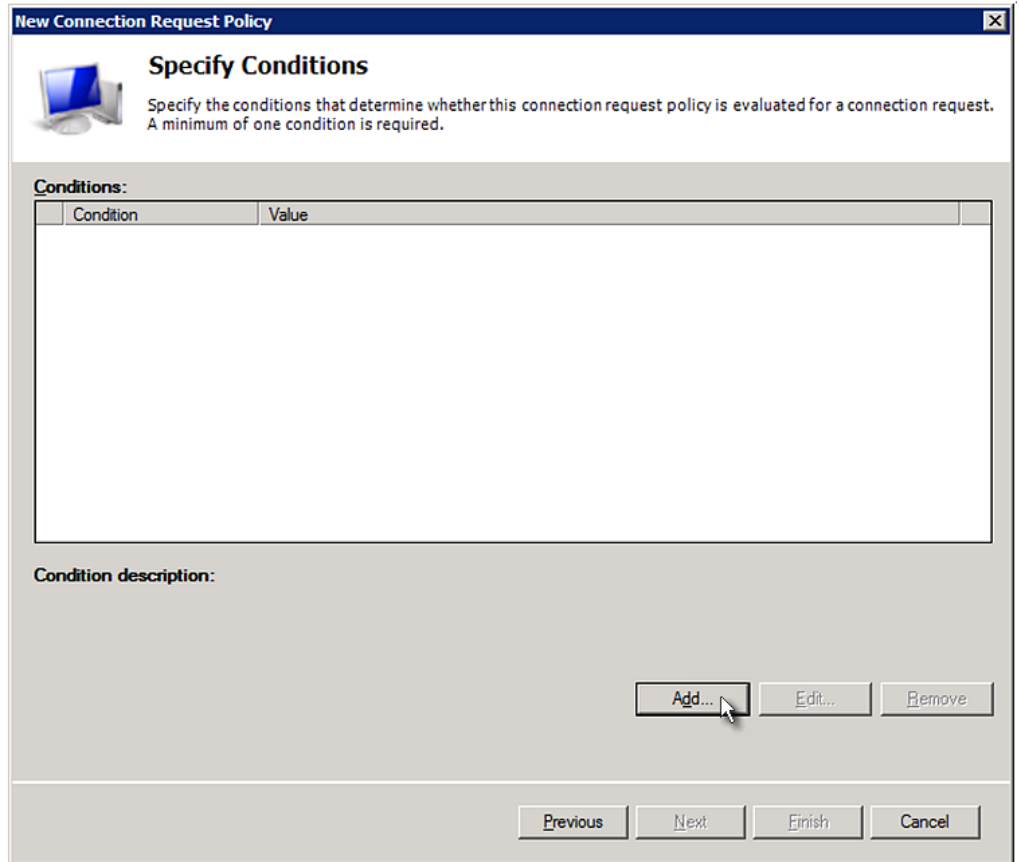 New Connection Request Policy
Specify Conditions
Specify the conditions that determine whether this connection request policy is evaluated for a connection request.
A minimum of one condition is required.
Conditions:
Condition Value
Condition description:
Add... Edit... Remove
Previous Next Finish Cancel